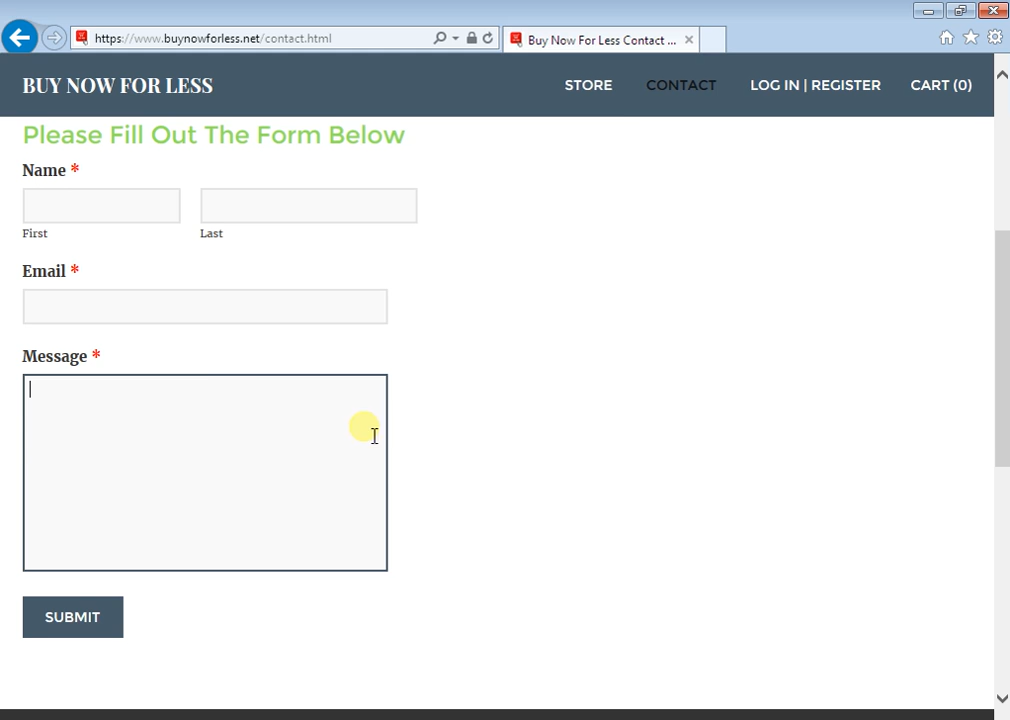 https://www.buynowforless.net/contact.html
Buy Now For Less Contact ...
BUY NOW FOR LESS
STORE
CONTACT
LOG IN | REGISTER
CART (0)
Please Fill Out The Form Below
Name *
First
Last
Email *
Message *
SUBMIT